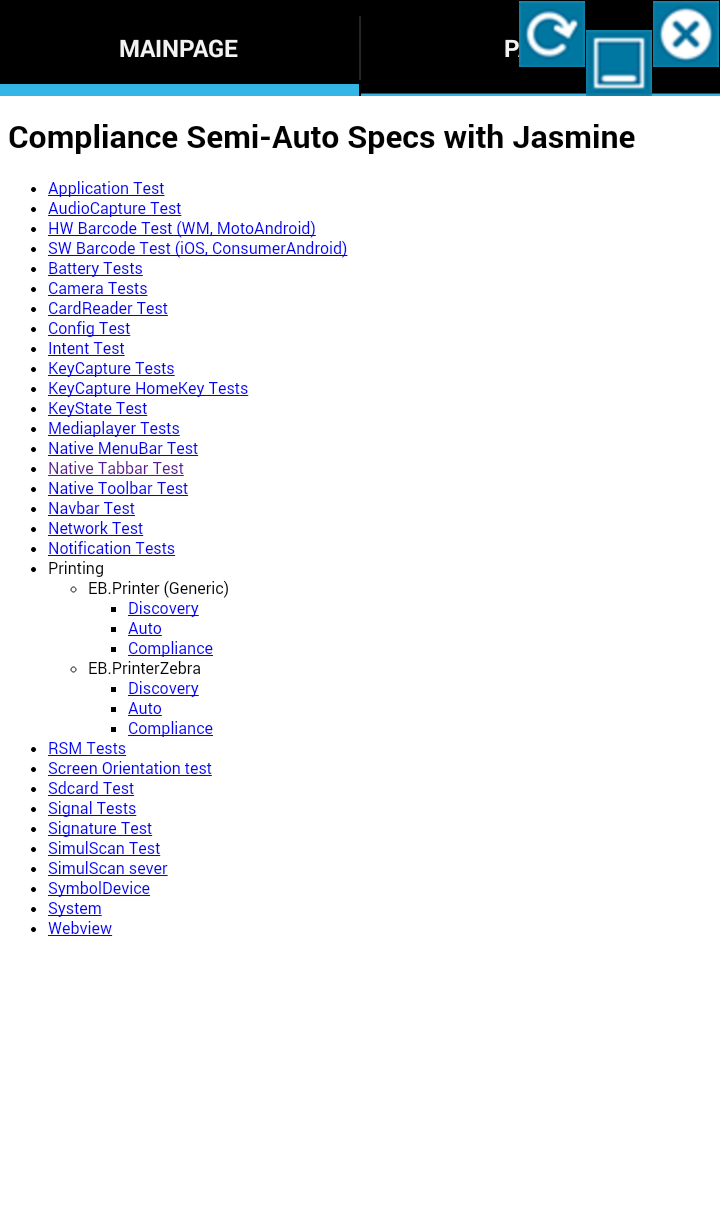 MAINPAGE
Compliance Semi-Auto Specs with Jasmine
Application Test
AudioCapture Test
HW Barcode Test (WM, MotoAndroid)
SW Barcode Test (iOS, ConsumerAndroid)
Battery Tests
Camera Tests
CardReader Test
Config Test
Intent Test
KeyCapture Tests
KeyCapture HomeKey Tests
KeyState Test
Mediaplayer Tests
Native MenuBar Test
Native Tabbar Test
Native Toolbar Test
Navbar Test
Network Test
Notification Tests
Printing
EB.Printer (Generic)
Discovery
Auto
Compliance
EB.PrinterZebra
Discovery
Auto
Compliance
RSM Tests
Screen Orientation test
Sdcard Test
Signal Tests
Signature Test
SimulScan Test
SimulScan sever
SymbolDevice
System
Webview